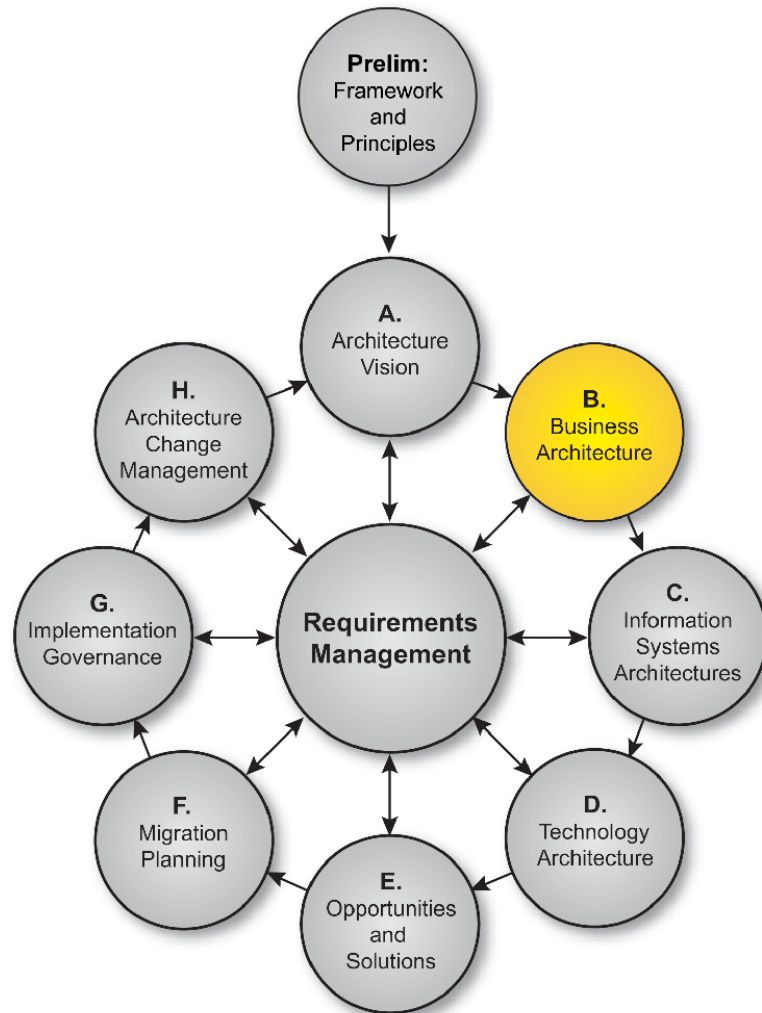 Prelim:
Framework
and
Principles
A.
Architecture
Vision
B.
Business
Architecture
C.
Information
Systems
Architectures
D.
Technology
Architecture
E.
Opportunities
and
Solutions
F.
Migration
Planning
G.
Implementation
Governance
H.
Architecture
Change
Management
Requirements
Management